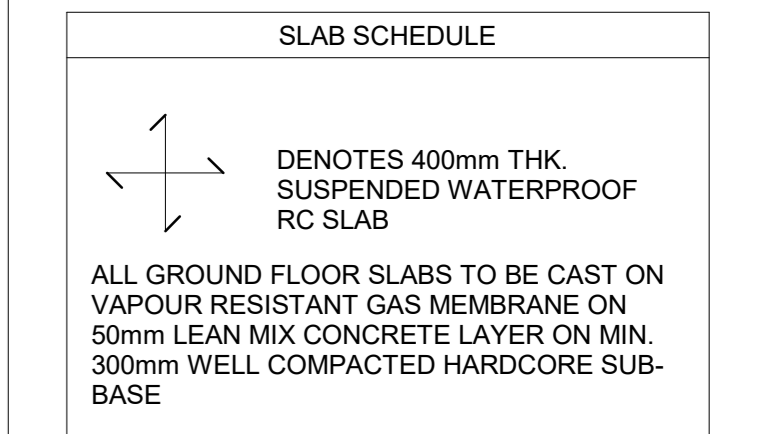 SLAB SCHEDULE
DENOTES 400mm THK.
SUSPENDED WATERPROOF
RC SLAB
ALL GROUND FLOOR SLABS TO BE CAST ON
VAPOUR RESISTANT GAS MEMBRANE ON
50mm LEAN MIX CONCRETE LAYER ON MIN.
300mm WELL COMPACTED HARDCORE SUB-
BASE